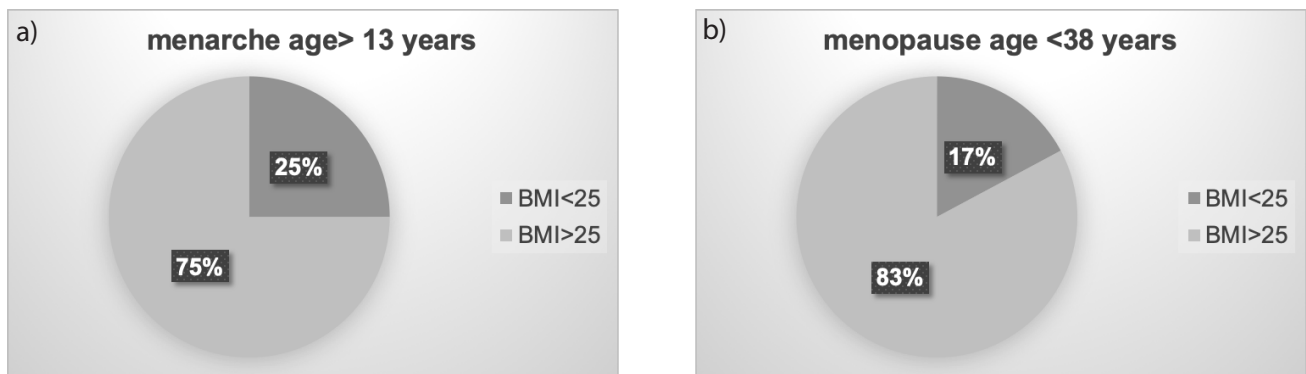 a)
menarche age> 13 years
25%
75%
BMI<25
BMI>25
b)
menopause age <38 years
17%
83%
BMI<25
BMI>25